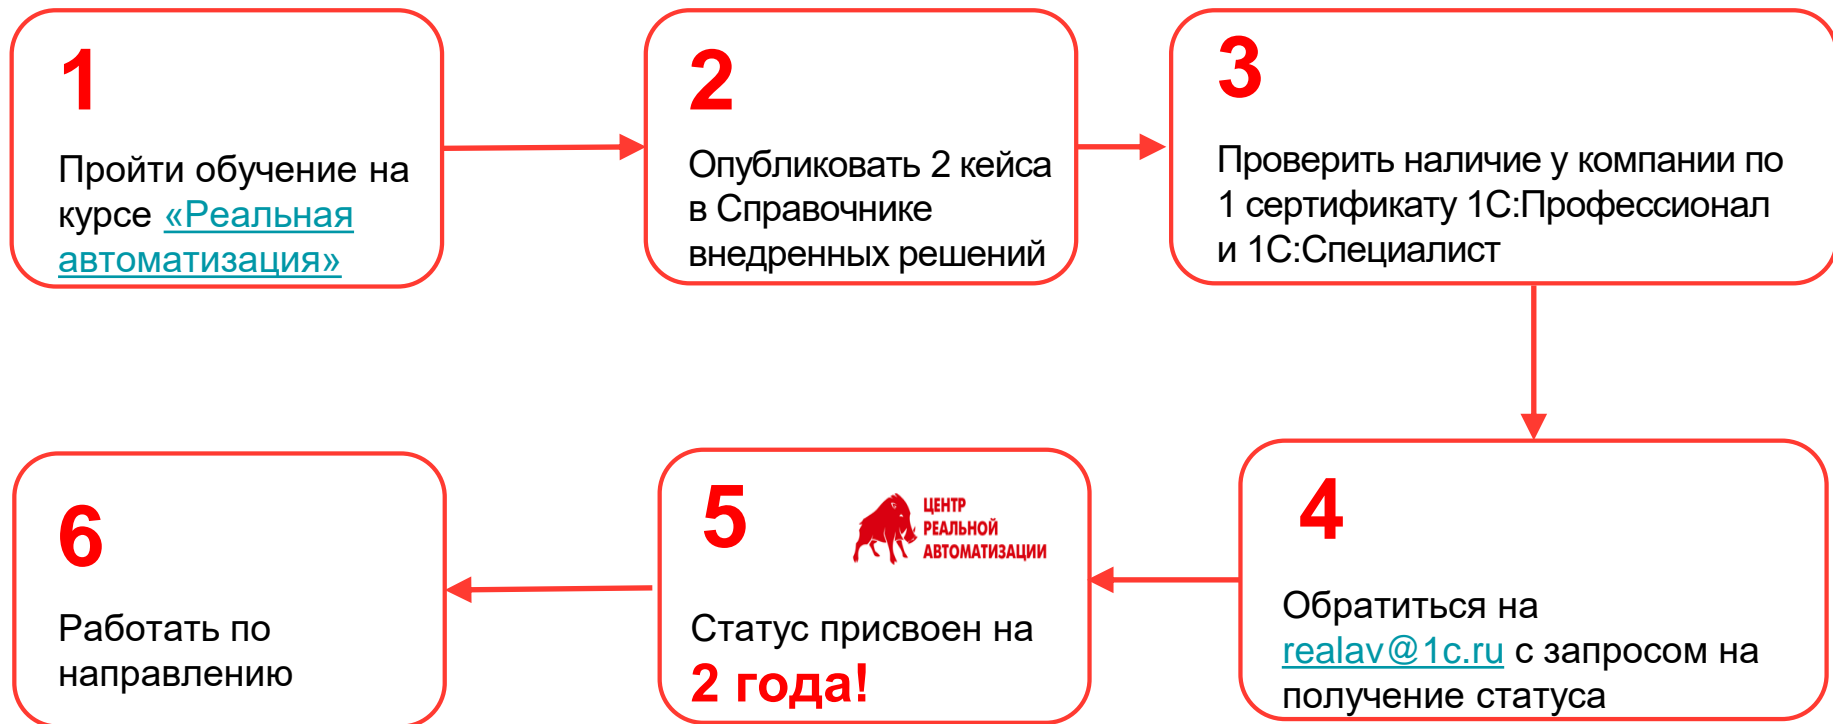 1
Пройти обучение на
курсе «Реальная
автоматизация»
2
Опубликовать 2 кейса
в Справочнике
внедренных решений
3
Проверить наличие у компании по
1 сертификату 1С:Профессионал
и 1С:Специалист
4
Обратиться на
realav@1c.ru с запросом на
получение статуса
5
ЦЕНТР
РЕАЛЬНОЙ
АВТОМАТИЗАЦИИ
Статус присвоен на
2 года!
6
Работать по
направлению